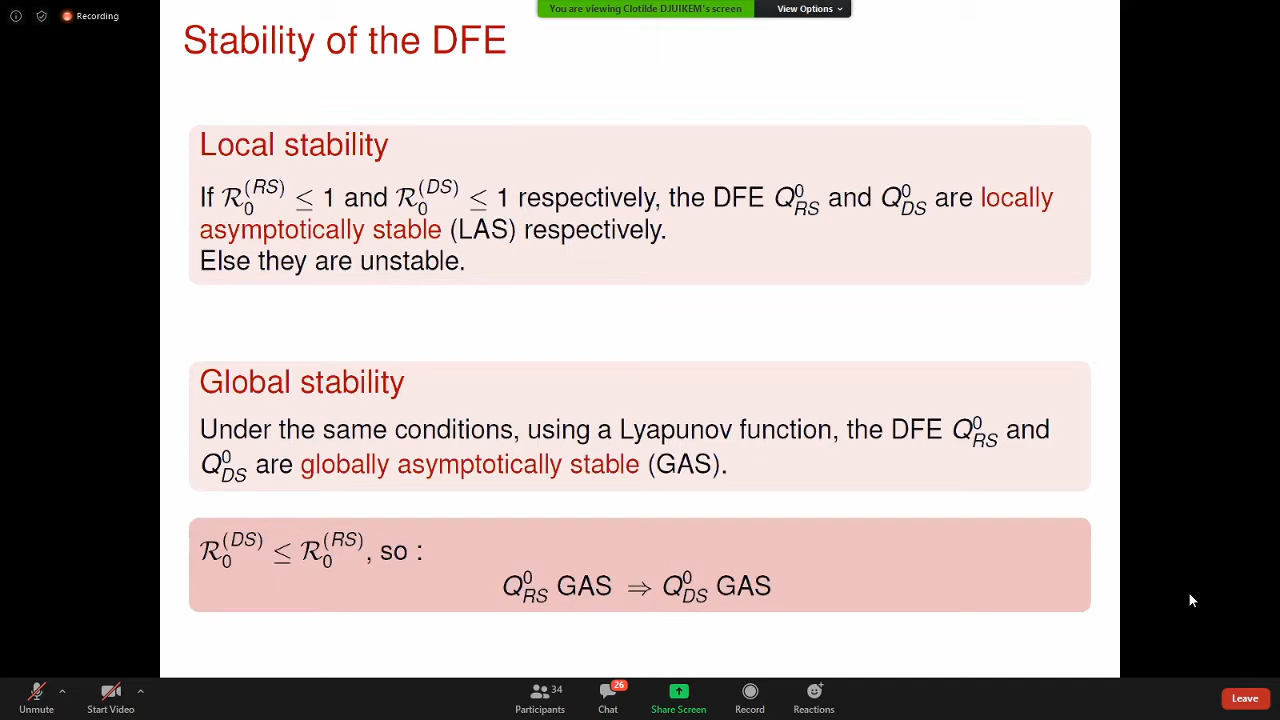 Recording
You are viewing Clotilde DJUIKEM's screen
View Options
Stability of the DFE
Local stability
If R₀^(RS) ≤ 1 and R₀^(DS) ≤ 1 respectively, the DFE Q⁰_RS and Q⁰_DS are locally
asymptotically stable (LAS) respectively.
Else they are unstable.
Global stability
Under the same conditions, using a Lyapunov function, the DFE Q⁰_RS and
Q⁰_DS are globally asymptotically stable (GAS).
R₀^(DS) ≤ R₀^(RS), so :
Q⁰_RS GAS ⇒ Q⁰_DS GAS
Unmute
Start Video
34
Participants
26
Chat
Share Screen
Record
Reactions
Leave